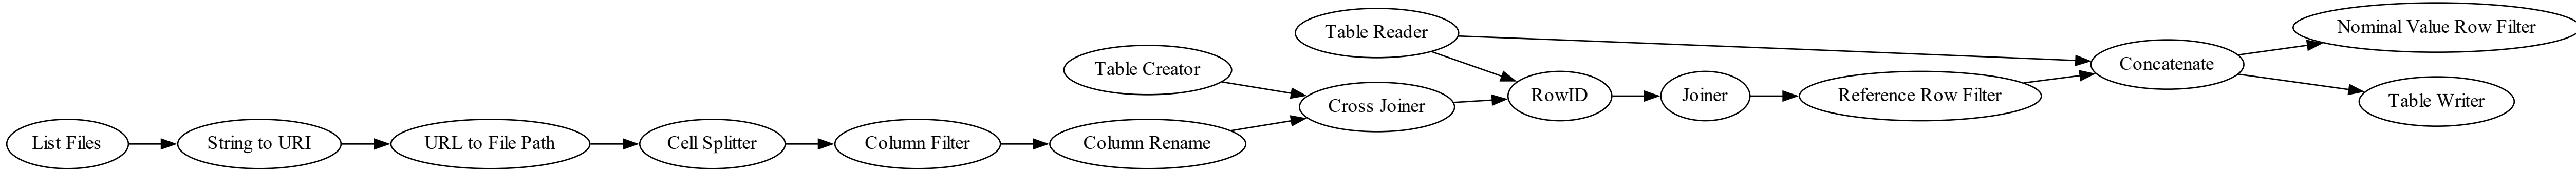 List Files
String to URI
URL to File Path
Cell Splitter
Column Filter
Column Rename
Table Creator
Cross Joiner
Table Reader
RowID
Joiner
Reference Row Filter
Concatenate
Nominal Value Row Filter
Table Writer